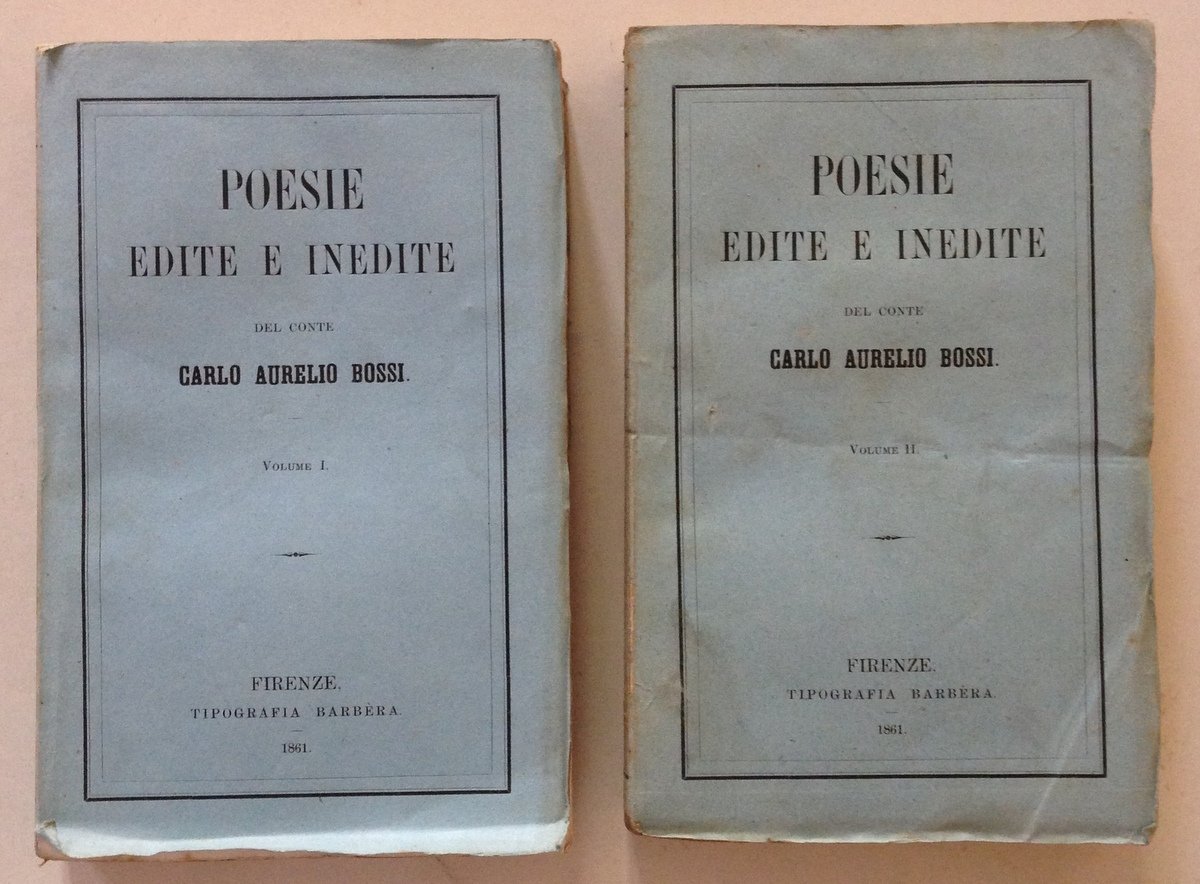 POESIE
EDITE E INEDITE
DEL CONTE
CARLO AURELIO BOSSI.
VOLUME I.
FIRENZE.
TIPOGRAFIA BARBÈRA.
1861.
POESIE
EDITE E INEDITE
DEL CONTE
CARLO AURELIO BOSSI.
VOLUME II.
FIRENZE.
TIPOGRAFIA BARBÈRA.
1861.